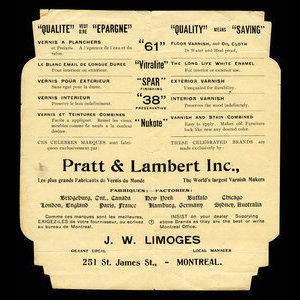 "QUALITÉ" VEUT DIRE "EPARGNE" "QUALITY" MEANS "SAVING"
VERNIS A PLANCHERS "61" FLOOR VARNISH, and OIL CLOTH
et Prélarts. A l'épreuve de l'eau et du talon. Is Water and Heel proof.
LE BLANC EMAIL DE LONGUE DURÉE "Vitralite" THE LONG LIFE WHITE ENAMEL
Pour intérieur ou extérieur. For interior or exterior use.
VERNIS POUR EXTÉRIEUR "SPAR" EXTERIOR VARNISH
Sans égal pour la durée. FINISHING Unequalled for durability.
VERNIS INTÉRIEUR "38" INTERIOR VARNISH
Préserve le bois indéfiniment. PRESERVATIVE Preserves the wood indefinitely.
VERNIS ET TEINTURES COMBINÉS VARNISH AND STAIN COMBINED
Facile à appliquer. Remet les meubles comme de neufs à la couleur désirée. "Nukote" Easy to apply. Makes old Furniture look like new any desired color.
CES CELEBRES MARQUES sont fabriquées exclusivement par: THESE CELEBRATED BRANDS are made exclusively by:
Pratt & Lambert Inc.,
Les plus grands Fabricants du Vernis du Monde The World's largest Varnish Makers
FABRIQUES:—FACTORIES:
Bridgeburg, Ont., Canada New York Buffalo Chicago
London, England Paris, France Hamburg, Germany Sydney, Australia
Comme ces marques sont les meilleures, EXIGEZ-LES de votre fournisseur, ou écrivez au bureau de Montreal. INSIST on your dealer Supplying above Brands as they are the best or write Montreal Office.
J. W. LIMOGES
GÉRANT LOCAL LOCAL MANAGER
251 St. James St., - MONTREAL.